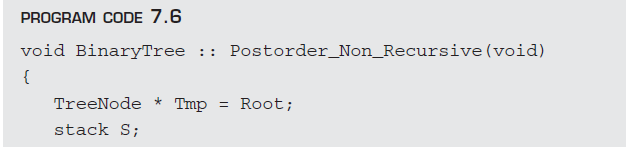 PROGRAM CODE 7.6
void BinaryTree :: Postorder_Non_Recursive(void)
{
TreeNode * Tmp = Root;
stack S;